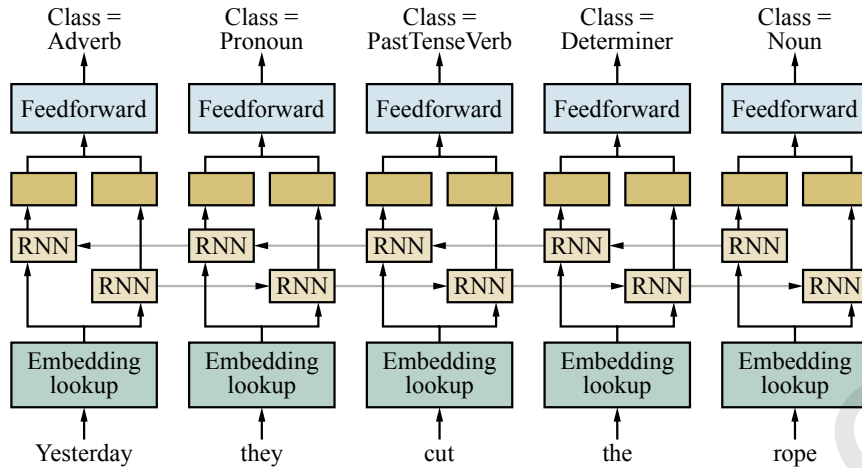 Class = Adverb
Class = Pronoun
Class = PastTenseVerb
Class = Determiner
Class = Noun
Feedforward
Feedforward
Feedforward
Feedforward
Feedforward
RNN
RNN
RNN
RNN
RNN
RNN
RNN
RNN
RNN
RNN
Embedding lookup
Embedding lookup
Embedding lookup
Embedding lookup
Embedding lookup
Yesterday
they
cut
the
rope